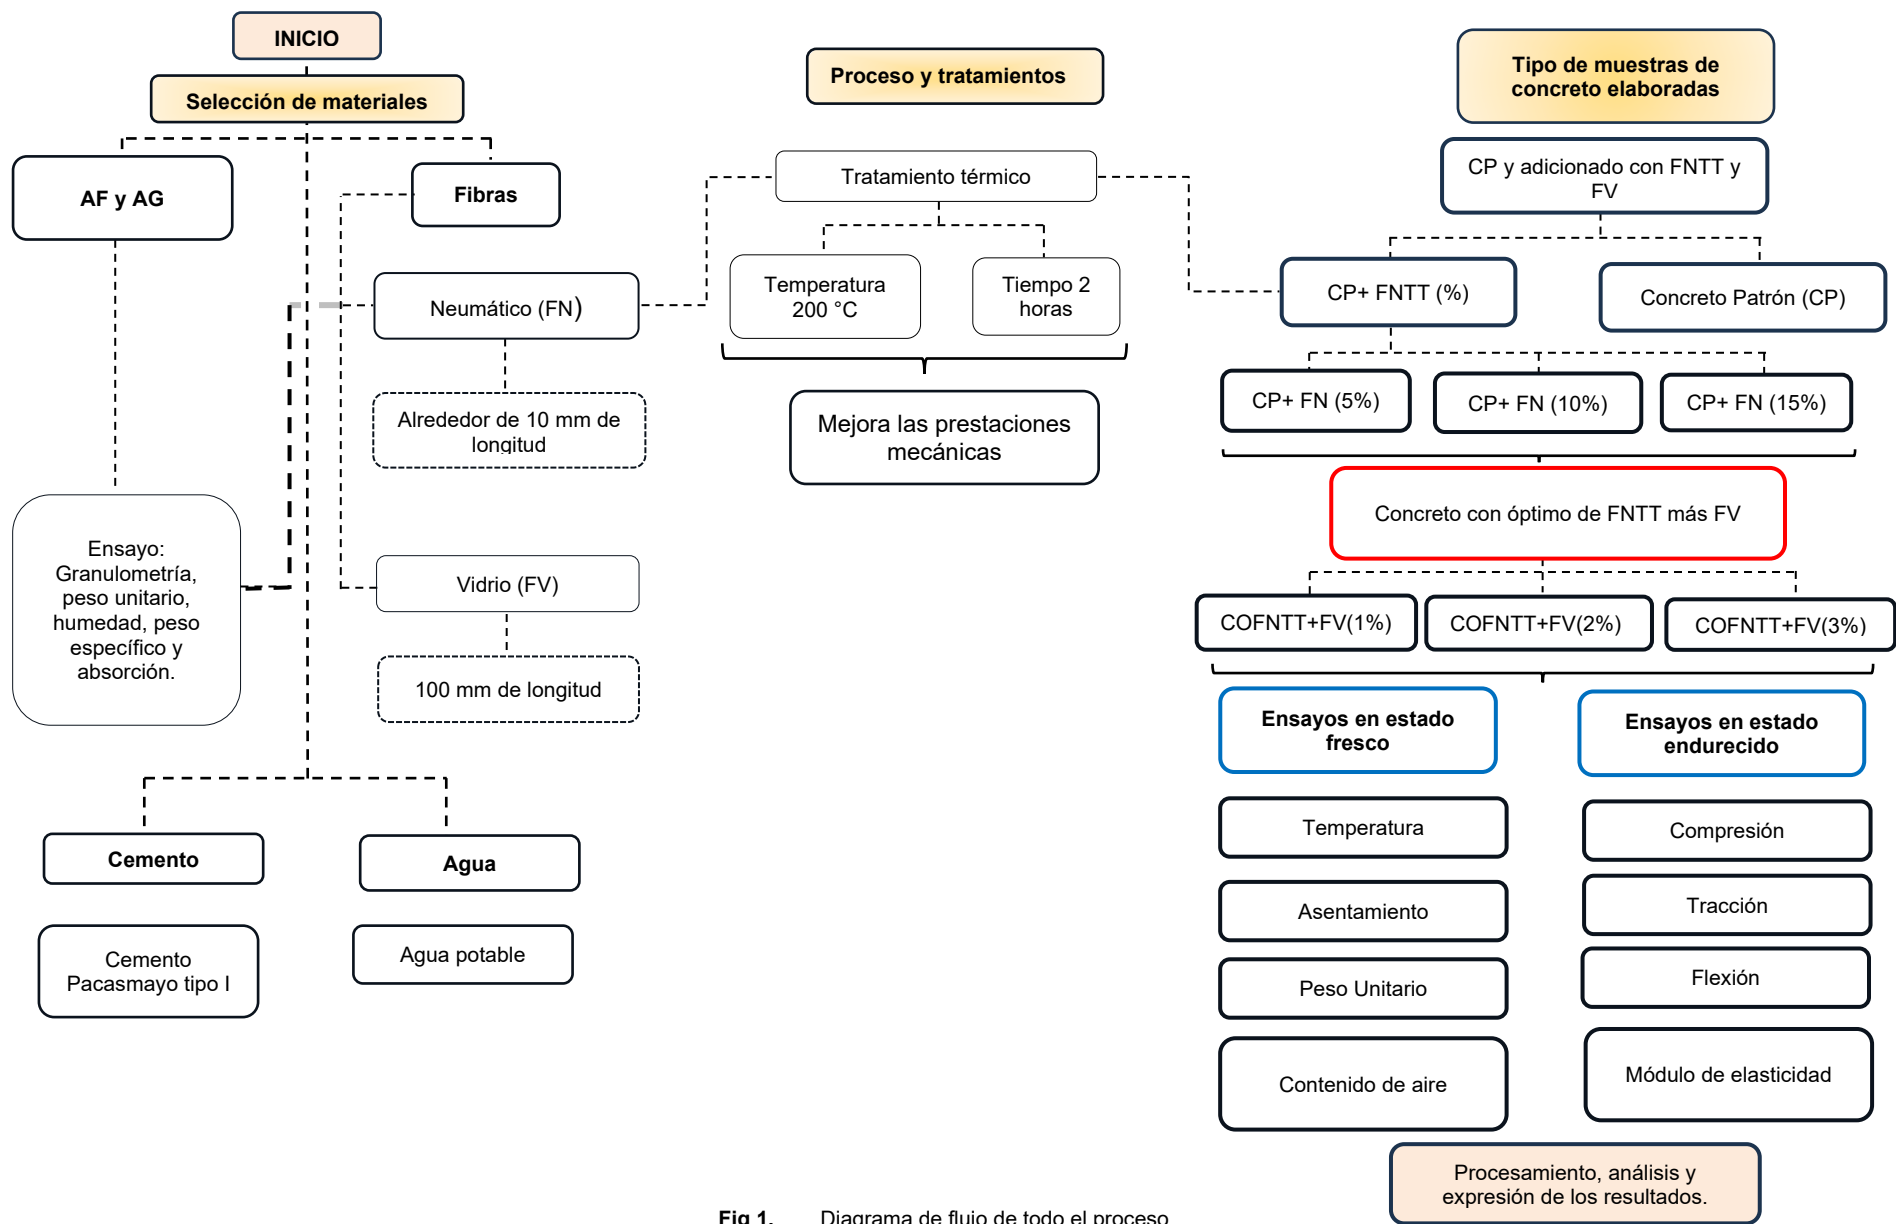 INICIO
Selección de materiales
AF y AG
Fibras
Neumático (FN)
Alrededor de 10 mm de
longitud
Ensayo:
Granulometría,
peso unitario,
humedad, peso
específico y
absorción.
Vidrio (FV)
100 mm de longitud
Cemento
Agua
Cemento
Pacasmayo tipo I
Agua potable
Proceso y tratamientos
Tratamiento térmico
Temperatura
200 °C
Tiempo 2
horas
Mejora las prestaciones
mecánicas
Tipo de muestras de
concreto elaboradas
CP y adicionado con FNTT y
FV
CP+ FNTT (%)
Concreto Patrón (CP)
CP+ FN (5%)
CP+ FN (10%)
CP+ FN (15%)
Concreto con óptimo de FNTT más FV
COFNTT+FV(1%)
COFNTT+FV(2%)
COFNTT+FV(3%)
Ensayos en estado
fresco
Ensayos en estado
endurecido
Temperatura
Compresión
Asentamiento
Tracción
Peso Unitario
Flexión
Contenido de aire
Módulo de elasticidad
Procesamiento, análisis y
expresión de los resultados.
Fig 1. Diagrama de flujo de todo el proceso